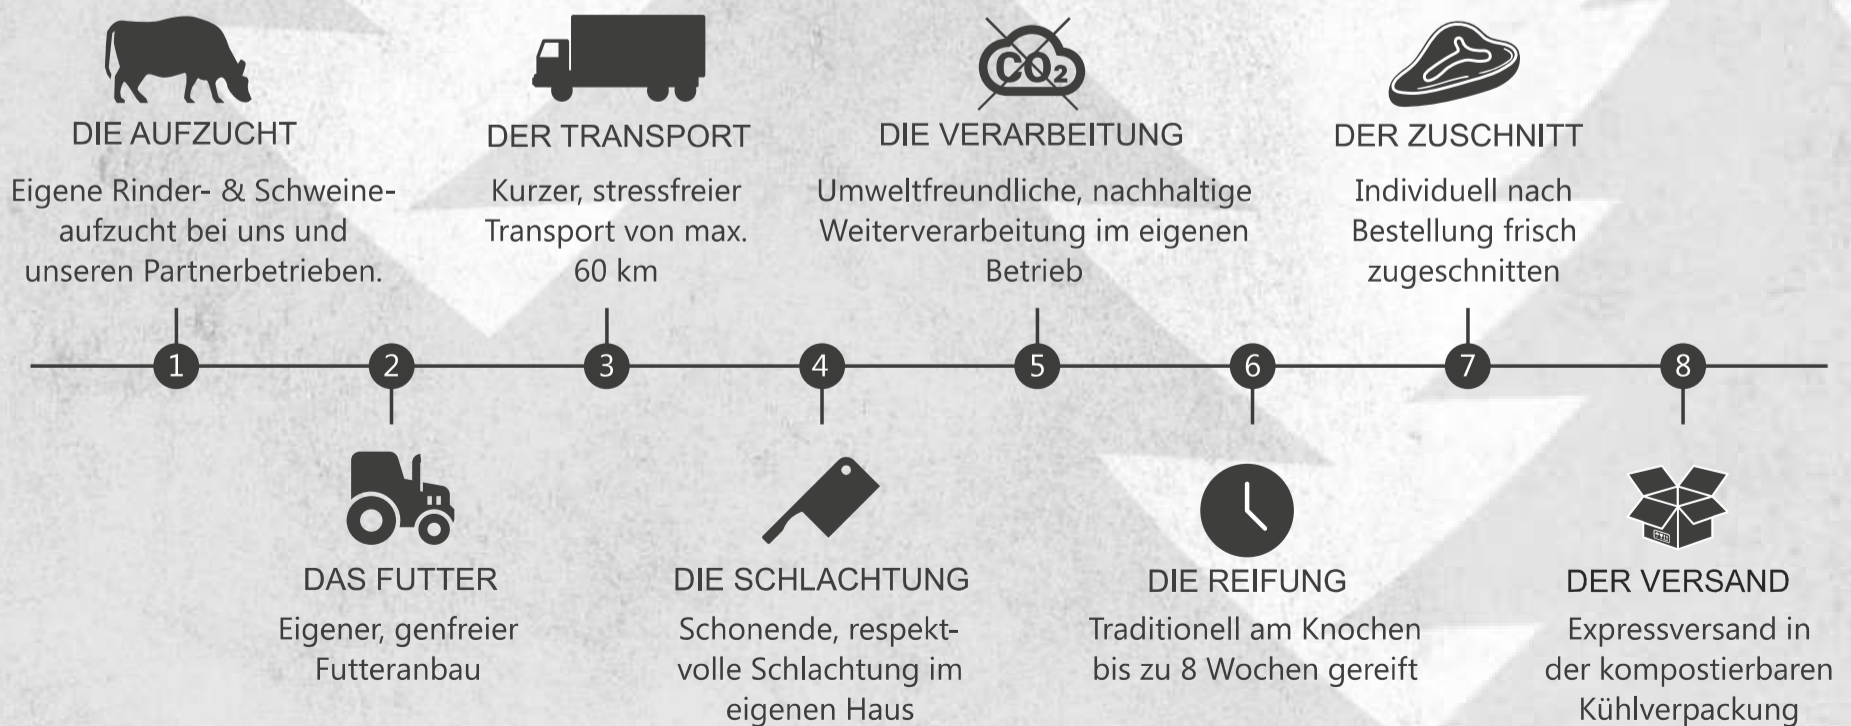 CO2
DIE AUFZUCHT
Eigene Rinder- & Schweine-
aufzucht bei uns und
unseren Partnerbetrieben.
1
2
DAS FUTTER
Eigener, genfreier
Futteranbau
DER TRANSPORT
Kurzer, stressfreier
Transport von max.
60 km
3
4
DIE SCHLACHTUNG
Schonende, respekt-
volle Schlachtung im
eigenen Haus
DIE VERARBEITUNG
Umweltfreundliche, nachhaltige
Weiterverarbeitung im eigenen
Betrieb
5
6
DIE REIFUNG
Traditionell am Knochen
bis zu 8 Wochen gereift
DER ZUSCHNITT
Individuell nach
Bestellung frisch
zugeschnitten
7
8
DER VERSAND
Expressversand in
der kompostierbaren
Kühlverpackung